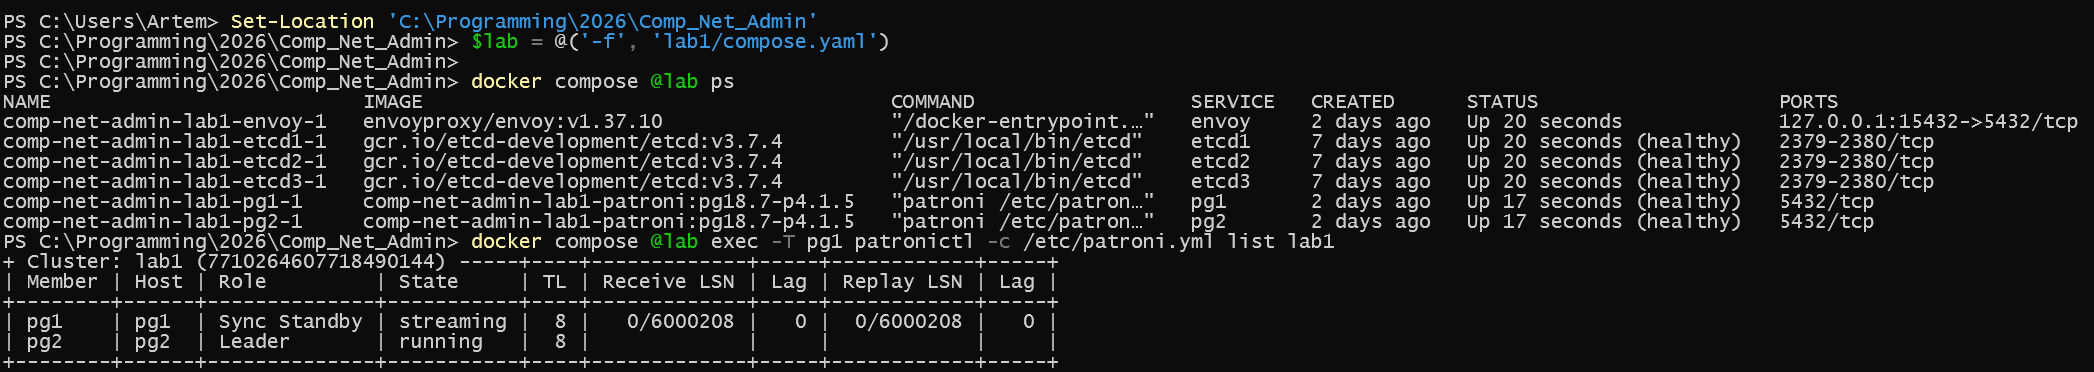 PS C:\Users\Artem> Set-Location 'C:\Programming\2026\Comp_Net_Admin'
PS C:\Programming\2026\Comp_Net_Admin> $lab = @('-f', 'lab1/compose.yaml')
PS C:\Programming\2026\Comp_Net_Admin>
PS C:\Programming\2026\Comp_Net_Admin> docker compose @lab ps
NAME                          IMAGE                                      COMMAND                  SERVICE   CREATED      STATUS                    PORTS
comp-net-admin-lab1-envoy-1   envoyproxy/envoy:v1.37.10                  "/docker-entrypoint.…"   envoy     2 days ago   Up 20 seconds             127.0.0.1:15432->5432/tcp
comp-net-admin-lab1-etcd1-1   gcr.io/etcd-development/etcd:v3.7.4        "/usr/local/bin/etcd"    etcd1     7 days ago   Up 20 seconds (healthy)   2379-2380/tcp
comp-net-admin-lab1-etcd2-1   gcr.io/etcd-development/etcd:v3.7.4        "/usr/local/bin/etcd"    etcd2     7 days ago   Up 20 seconds (healthy)   2379-2380/tcp
comp-net-admin-lab1-etcd3-1   gcr.io/etcd-development/etcd:v3.7.4        "/usr/local/bin/etcd"    etcd3     7 days ago   Up 20 seconds (healthy)   2379-2380/tcp
comp-net-admin-lab1-pg1-1     comp-net-admin-lab1-patroni:pg18.7-p4.1.5   "patroni /etc/patron…"   pg1       2 days ago   Up 17 seconds (healthy)   5432/tcp
comp-net-admin-lab1-pg2-1     comp-net-admin-lab1-patroni:pg18.7-p4.1.5   "patroni /etc/patron…"   pg2       2 days ago   Up 17 seconds (healthy)   5432/tcp
PS C:\Programming\2026\Comp_Net_Admin> docker compose @lab exec -T pg1 patronictl -c /etc/patroni.yml list lab1
+ Cluster: lab1 (7710264607718490144) -----+----+-------------+-----+------------+-----+
| Member | Host | Role         | State     | TL | Receive LSN | Lag | Replay LSN | Lag |
+--------+------+--------------+-----------+----+-------------+-----+------------+-----+
| pg1    | pg1  | Sync Standby | streaming |  8 |   0/6000208 |   0 |  0/6000208 |   0 |
| pg2    | pg2  | Leader       | running   |  8 |             |     |            |     |
+--------+------+--------------+-----------+----+-------------+-----+------------+-----+